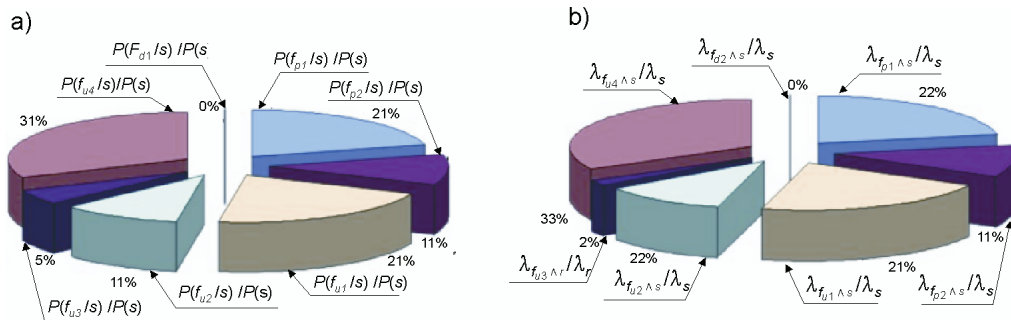 a)
P(F_{d1}/s) /P(s
P(f_{p1}/s) /P(s)
P(f_{u4}/s)/P(s)
P(f_{p2}/s) /P(s)
0%
21%
31%
11%
5%
11%
21%
P(f_{u2}/s) /P(s)
P(f_{u1}/s) /P(s)
P(f_{u3}/s) /P(s)
b)
λ_{f_{d2}∧s}/λ_s
λ_{f_{p1}∧s}/λ_s
λ_{f_{u4}∧s}/λ_s
0%
22%
33%
2%
22%
21%
11%
λ_{f_{u3}∧r}/λ_r
λ_{f_{u2}∧s}/λ_s
λ_{f_{u1}∧s}/λ_s
λ_{f_{p2}∧s}/λ_s